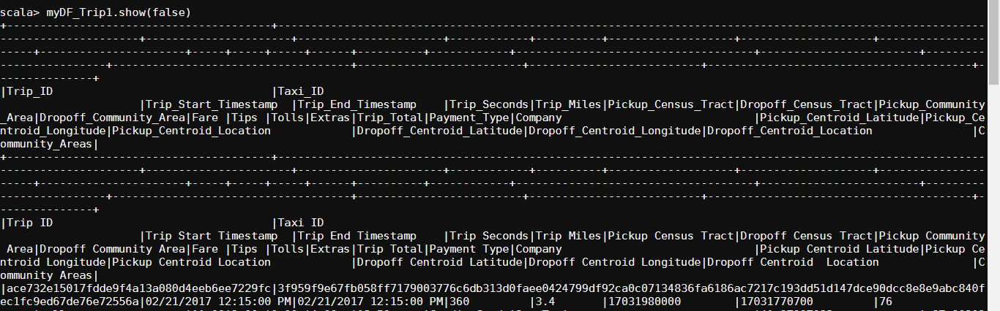 scala> myDF_Trip1.show(false)
|Trip_ID |Taxi_ID
|Trip_Start_Timestamp |Trip_End_Timestamp |Trip_Seconds|Trip_Miles|Pickup_Census_Tract|Dropoff_Census_Tract|Pickup_Community
_Area|Dropoff_Community_Area|Fare |Tips |Tolls|Extras|Trip_Total|Payment_Type|Company |Pickup_Centroid_Latitude|Pickup_Ce
ntroid_Longitude|Pickup_Centroid_Location |Dropoff_Centroid_Latitude|Dropoff_Centroid_Longitude|Dropoff_Centroid_Location |C
ommunity_Areas|
|Trip ID |Taxi ID
|Trip Start Timestamp |Trip End Timestamp |Trip Seconds|Trip Miles|Pickup Census Tract|Dropoff Census Tract|Pickup Community
Area|Dropoff Community Area|Fare |Tips |Tolls|Extras|Trip Total|Payment Type|Company |Pickup Centroid Latitude|Pickup Ce
ntroid Longitude|Pickup Centroid Location |Dropoff Centroid Latitude|Dropoff Centroid Longitude|Dropoff Centroid  Location |C
ommunity Areas|
|ace732e15017fdde9f4a13a080d4eeb6ee7229fc|3f959f9e67fb058ff7179003776c6db313d0faee0424799df92ca0c07134836fa6186ac7217c193dd51d147dce90dcc8e8e9abc840f
ec1fc9ed67de76e72556a|02/21/2017 12:15:00 PM|02/21/2017 12:15:00 PM|360 |3.4 |17031980000 |17031770700 |76